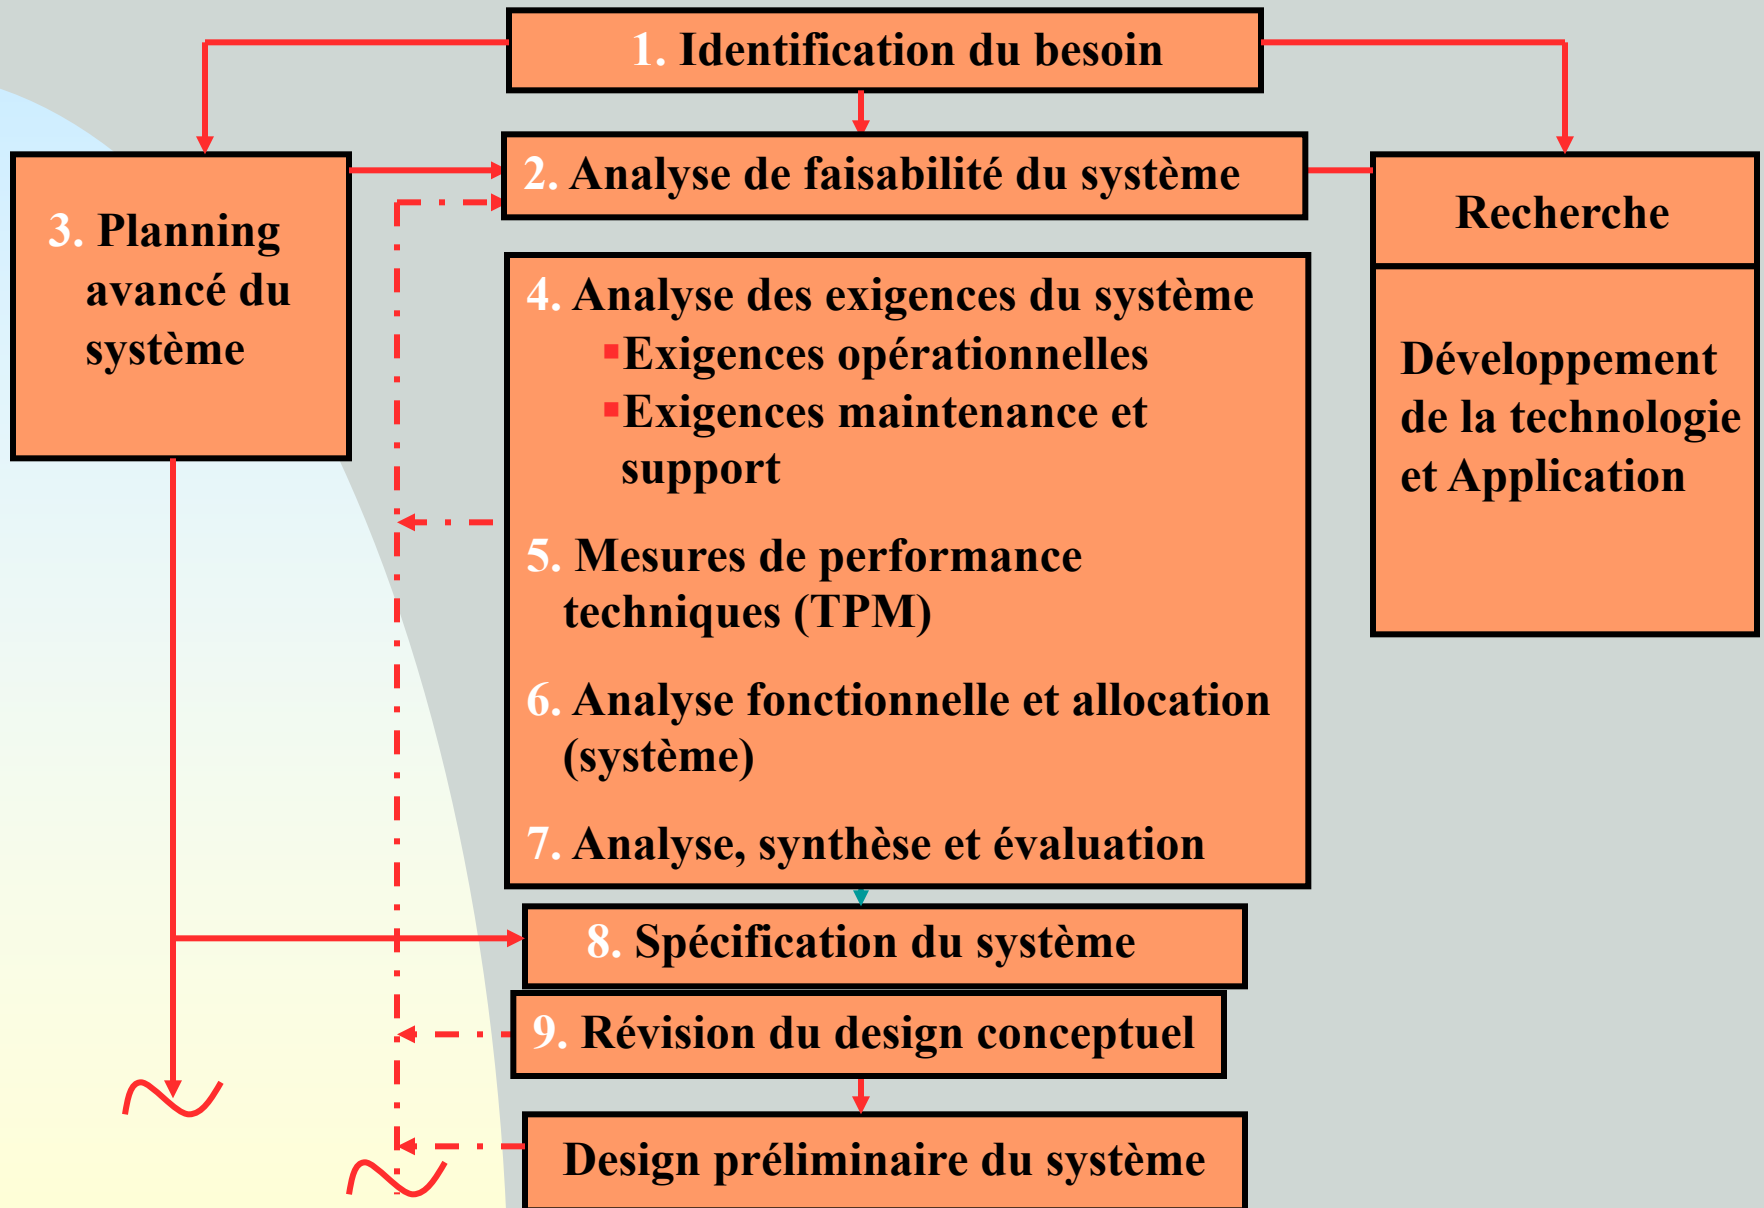 1. Identification du besoin
2. Analyse de faisabilité du système
3. Planning
avancé du
système
Recherche
Développement
de la technologie
et Application
4. Analyse des exigences du système
▪Exigences opérationnelles
▪Exigences maintenance et
support
5. Mesures de performance
techniques (TPM)
6. Analyse fonctionnelle et allocation
(système)
7. Analyse, synthèse et évaluation
8. Spécification du système
9. Révision du design conceptuel
Design préliminaire du système